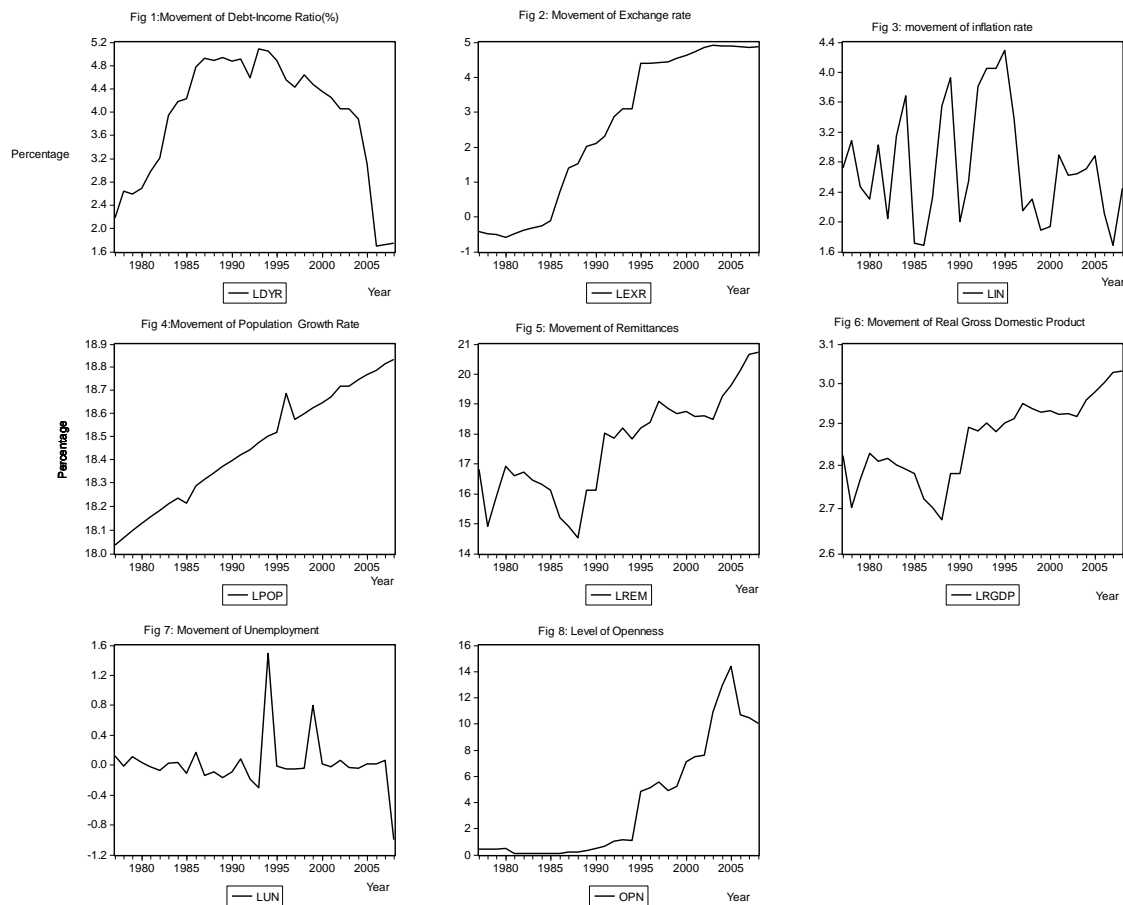 Fig 1:Movement of Debt-Income Ratio(%)
5.2
4.8
4.4
4.0
3.6
3.2
2.8
2.4
2.0
1.6
Percentage
1980 1985 1990 1995 2000 2005
LDYR
Year
Fig 2: Movement of Exchange rate
5
4
3
2
1
0
-1
1980 1985 1990 1995 2000 2005
LEXR
Year
Fig 3: movement of inflation rate
4.4
4.0
3.6
3.2
2.8
2.4
2.0
1.6
1980 1985 1990 1995 2000 2005
LIN
Year
Fig 4:Movement of Population Growth Rate
18.9
18.8
18.7
18.6
18.5
18.4
18.3
18.2
18.1
18.0
Percentage
1980 1985 1990 1995 2000 2005
LPOP
Year
Fig 5: Movement of Remittances
21
20
19
18
17
16
15
14
1980 1985 1990 1995 2000 2005
LREM
Year
Fig 6: Movement of Real Gross Domestic Product
3.1
3.0
2.9
2.8
2.7
2.6
1980 1985 1990 1995 2000 2005
LRGDP
Year
Fig 7: Movement of Unemployment
1.6
1.2
0.8
0.4
0.0
-0.4
-0.8
-1.2
1980 1985 1990 1995 2000 2005
LUN
Year
Fig 8: Level of Openness
16
14
12
10
8
6
4
2
0
1980 1985 1990 1995 2000 2005
OPN
Year